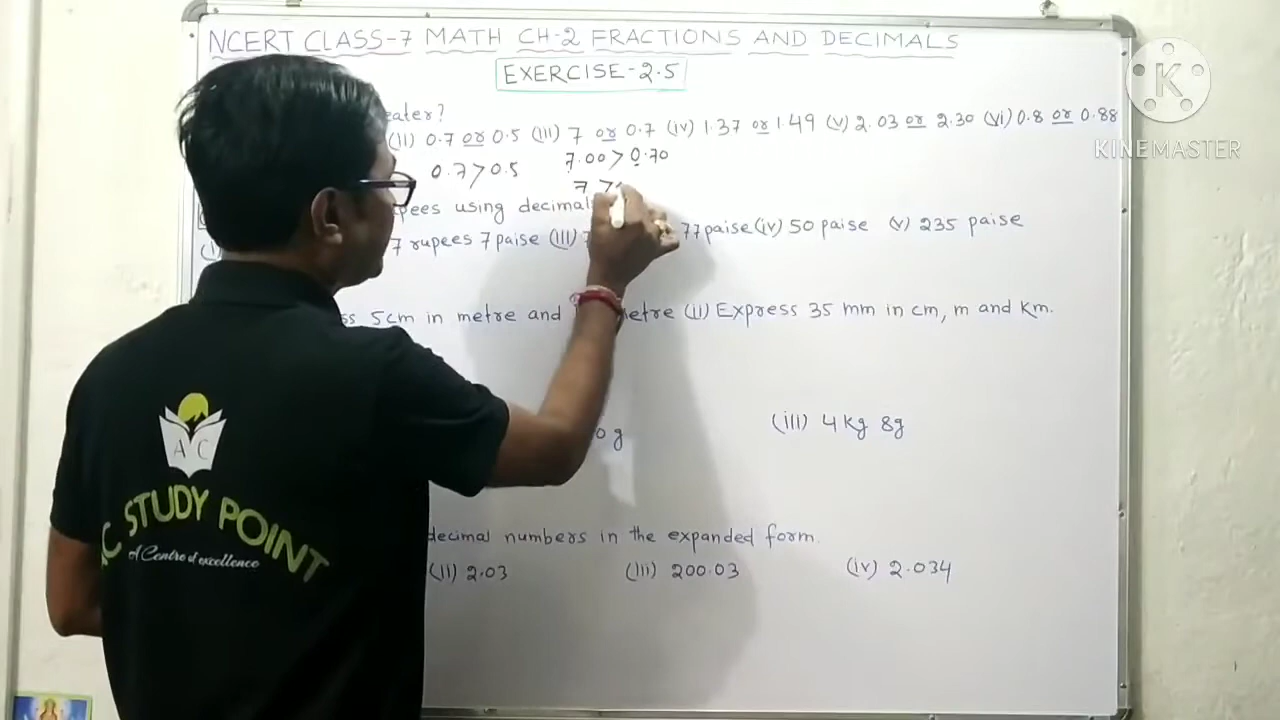 NCERT CLASS-7 MATH CH-2 FRACTIONS AND DECIMALS
EXERCISE-2.5
eater?
(II) 0.7 or 0.5 (III) 7 or 0.7 (IV) 1.37 or 1.49 (V) 2.03 or 2.30 (VI) 0.8 or 0.88
KINEMASTER
0.7 > 0.5 7.00 > 0.70
7 >
pees using decimals
7 rupees 7 paise (III) 77 paise (IV) 50 paise (V) 235 paise
ss 5cm in metre and metre (II) Express 35 mm in cm, m and Km.
0 g (III) 4 Kg 8g
decimal numbers in the expanded form.
(II) 2.03 (III) 200.03 (IV) 2.034
A C
C STUDY POINT
A Centre of excellence